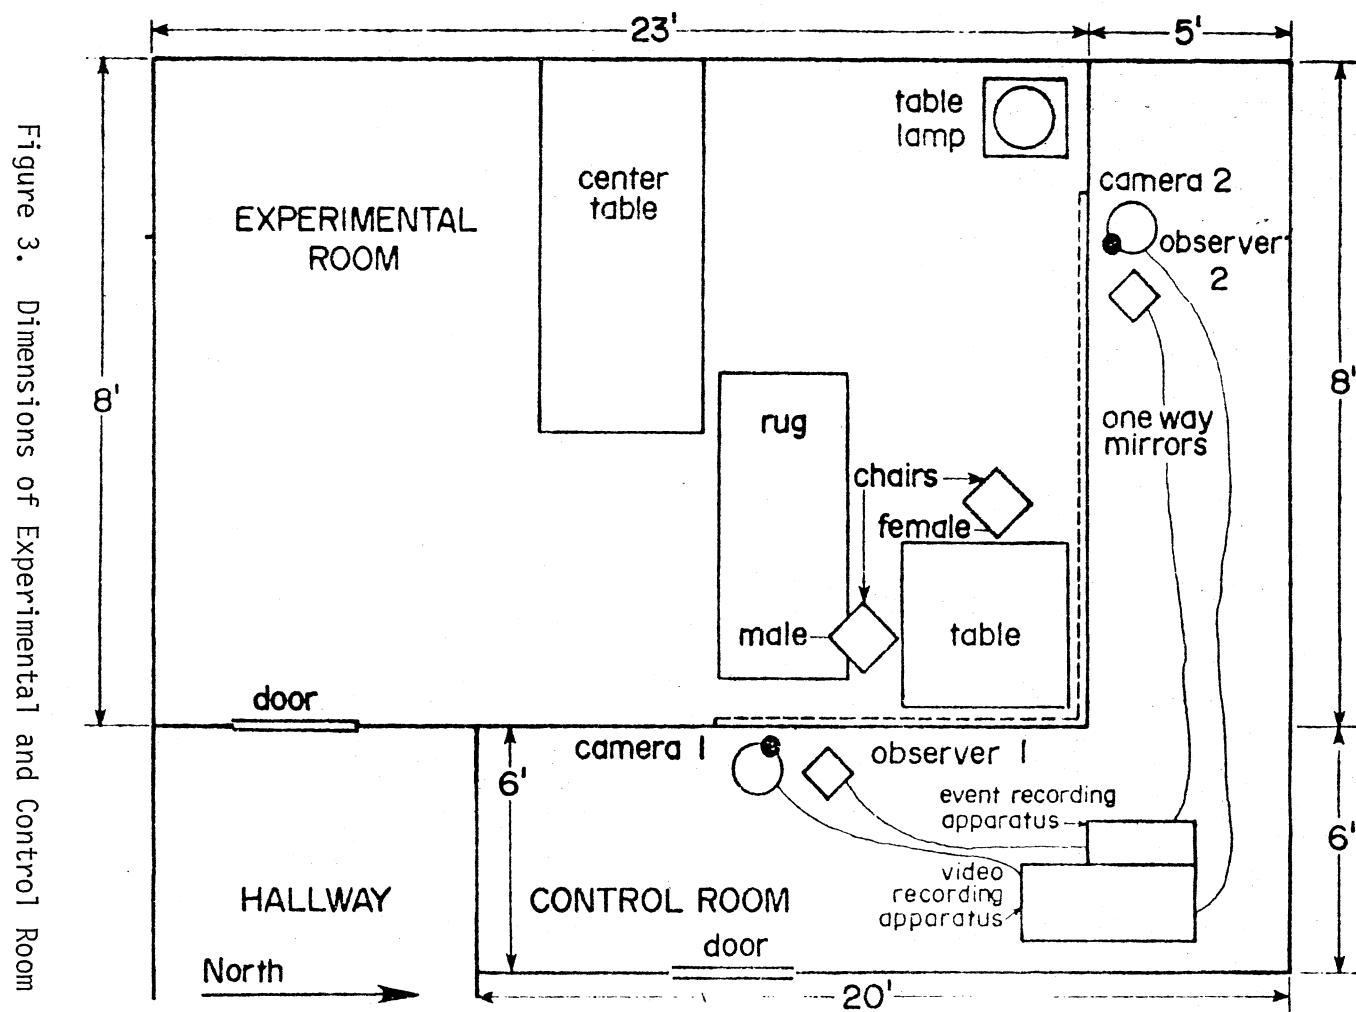 23'
5'
table
lamp
center
table
camera 2
EXPERIMENTAL
ROOM
observer
2
8'
8'
rug
one way
mirrors
chairs
female
male
table
door
camera 1
observer 1
6'
event recording
apparatus
6'
video
recording
apparatus
HALLWAY
CONTROL ROOM
door
North
20'
Figure 3. Dimensions of Experimental and Control Room